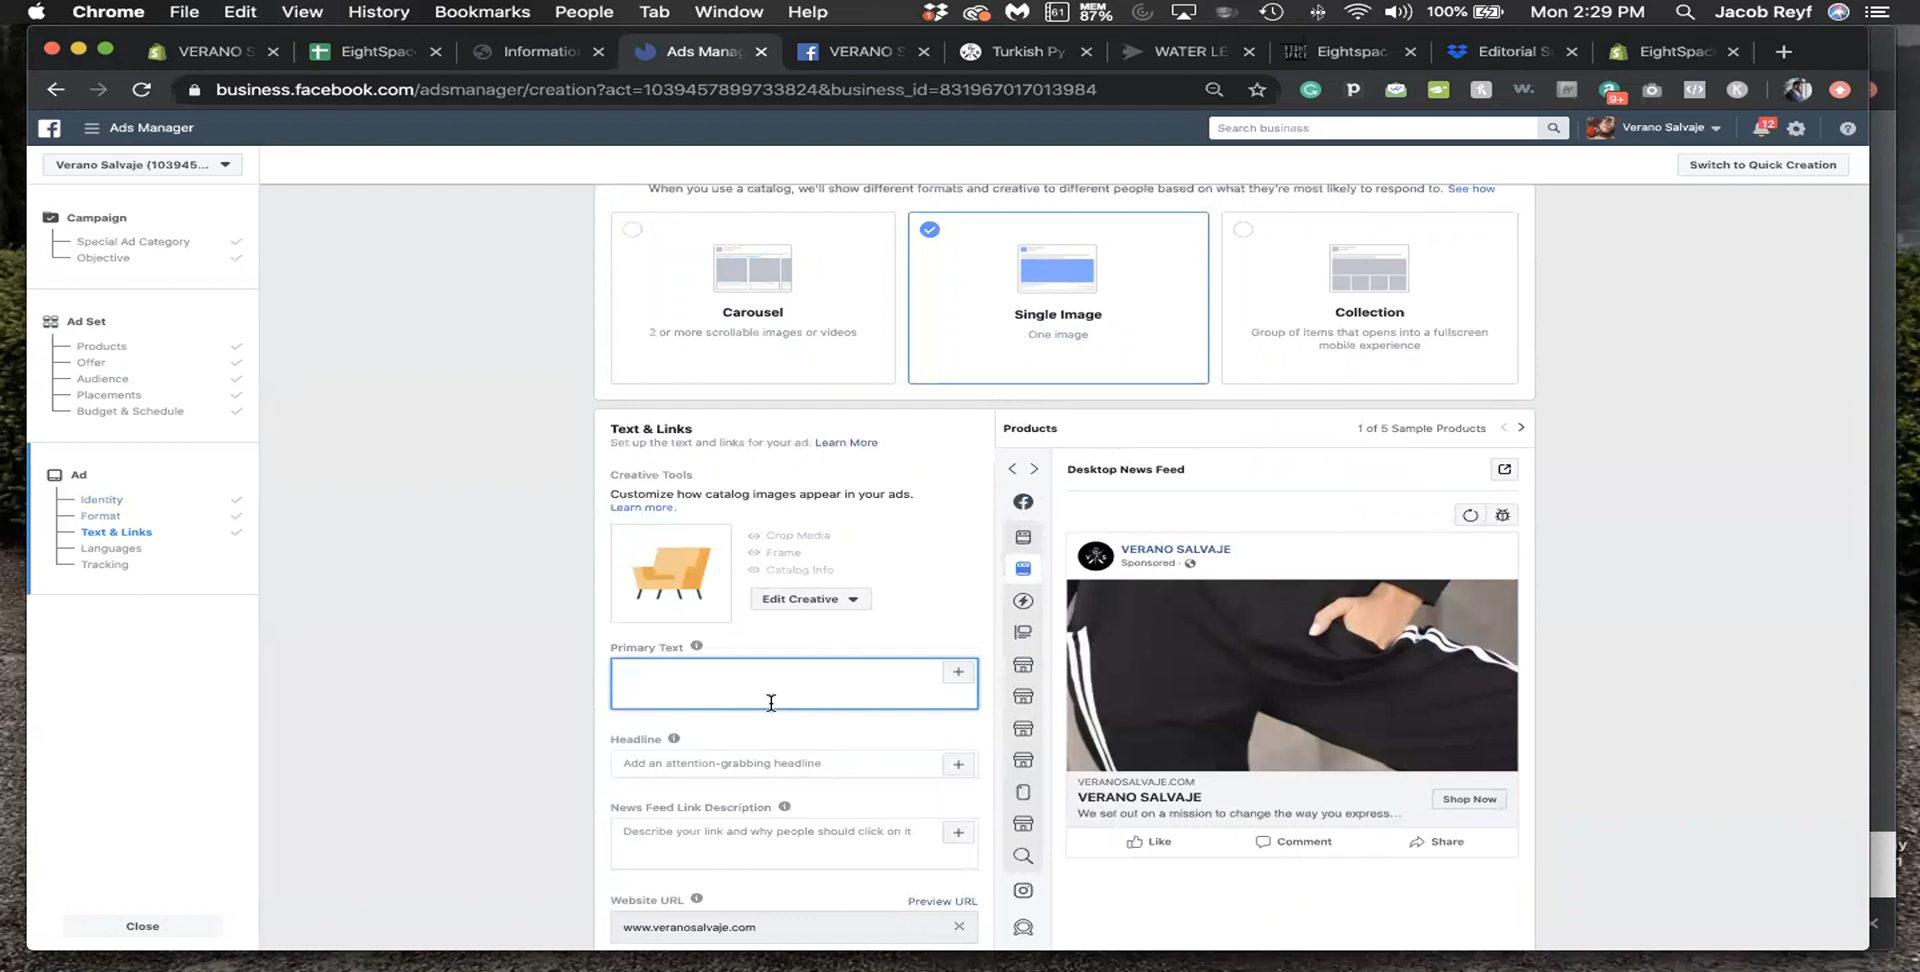 Chrome File Edit View History Bookmarks People Tab Window Help 61 MEM 87% 100% Mon 2:29 PM Jacob Reyf
VERANO S EightSpac Informatio Ads Manag VERANO S Turkish Py WATER LE EIGHT SPACE Eightspac Editorial S EightSpac
business.facebook.com/adsmanager/creation?act=1039457899733824&business_id=831967017013984 9+
Ads Manager Search business Verano Salvaje 12
Verano Salvaje (103945... Switch to Quick Creation
When you use a catalog, we'll show different formats and creative to different people based on what they're most likely to respond to. See how
Campaign
Special Ad Category
Objective
Ad Set
Products
Offer
Audience
Placements
Budget & Schedule
Ad
Identity
Format
Text & Links
Languages
Tracking
Close
Carousel
2 or more scrollable images or videos
Single Image
One image
Collection
Group of items that opens into a fullscreen
mobile experience
Text & Links
Set up the text and links for your ad. Learn More
Creative Tools
Customize how catalog images appear in your ads.
Learn more.
Crop Media
Frame
Catalog Info
Edit Creative
Primary Text
Headline
Add an attention-grabbing headline
News Feed Link Description
Describe your link and why people should click on it
Website URL Preview URL
www.veranosalvaje.com
Products 1 of 5 Sample Products
Desktop News Feed
VERANO SALVAJE
Sponsored ·
VERANOSALVAJE.COM
VERANO SALVAJE
We set out on a mission to change the way you express...
Shop Now
Like Comment Share